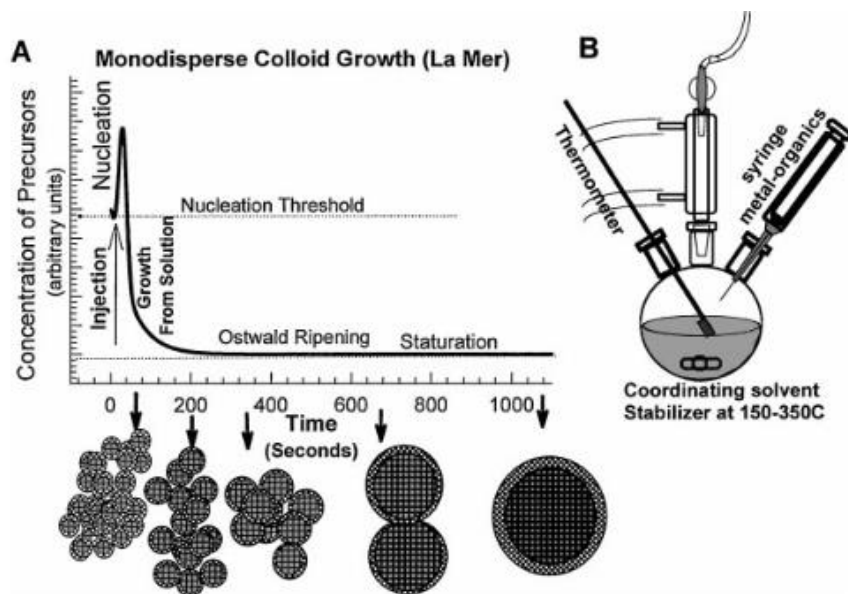 A
Monodisperse Colloid Growth (La Mer)
Concentration of Precursors
(arbitrary units)
Nucleation
Nucleation Threshold
Injection
Growth
From Solution
Ostwald Ripening
Staturation
0 200 400 600 800 1000
Time
(Seconds)
B
Thermometer
syringe
metal-organics
Coordinating solvent
Stabilizer at 150-350C